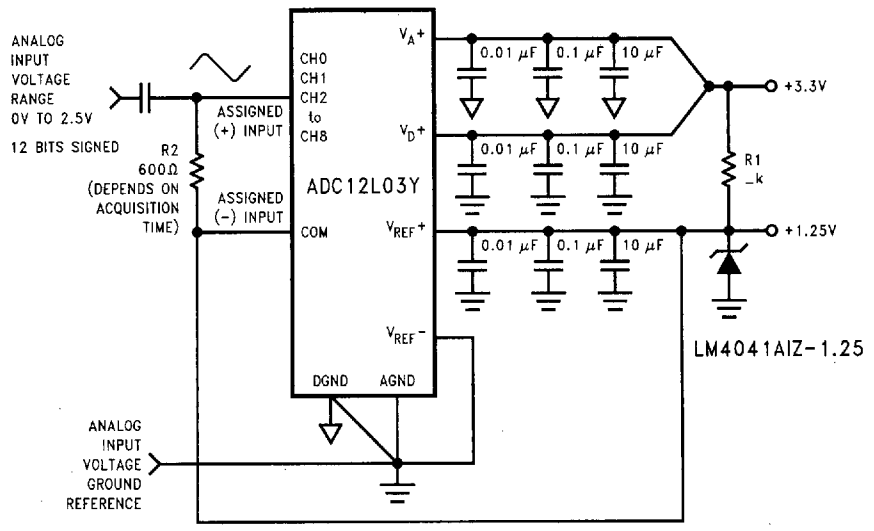 ANALOG
INPUT
VOLTAGE
RANGE
0V TO 2.5V
12 BITS SIGNED
R2
600Ω
(DEPENDS ON
ACQUISITION
TIME)
ASSIGNED
(+) INPUT
ASSIGNED
(−) INPUT
CH0
CH1
CH2
to
CH8
ADC12L03Y
COM
VA+
VD+
VREF+
VREF−
DGND AGND
0.01 μF 0.1 μF 10 μF
0.01 μF 0.1 μF 10 μF
0.01 μF 0.1 μF 10 μF
+3.3V
R1
_k
+1.25V
LM4041AIZ-1.25
ANALOG
INPUT
VOLTAGE
GROUND
REFERENCE